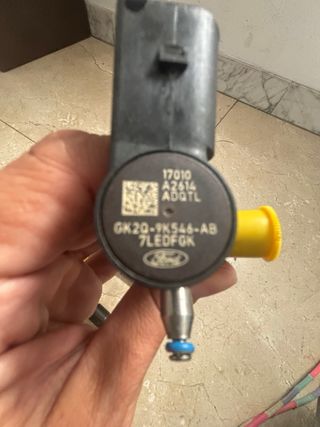 17010
A2614
ADQTL
GK2Q-9K546-AB
7LEDFGK
Ford